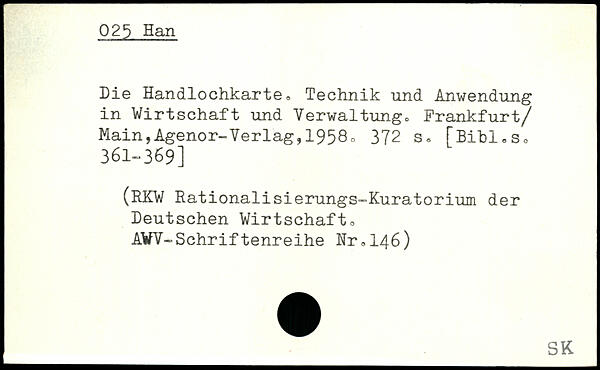 025 Han
Die Handlochkarte. Technik und Anwendung
in Wirtschaft und Verwaltung. Frankfurt/
Main,Agenor-Verlag,1958. 372 s. [Bibl.s.
361-369]
(RKW Rationalisierungs-Kuratorium der
Deutschen Wirtschaft.
AWV-Schriftenreihe Nr.146)
SK